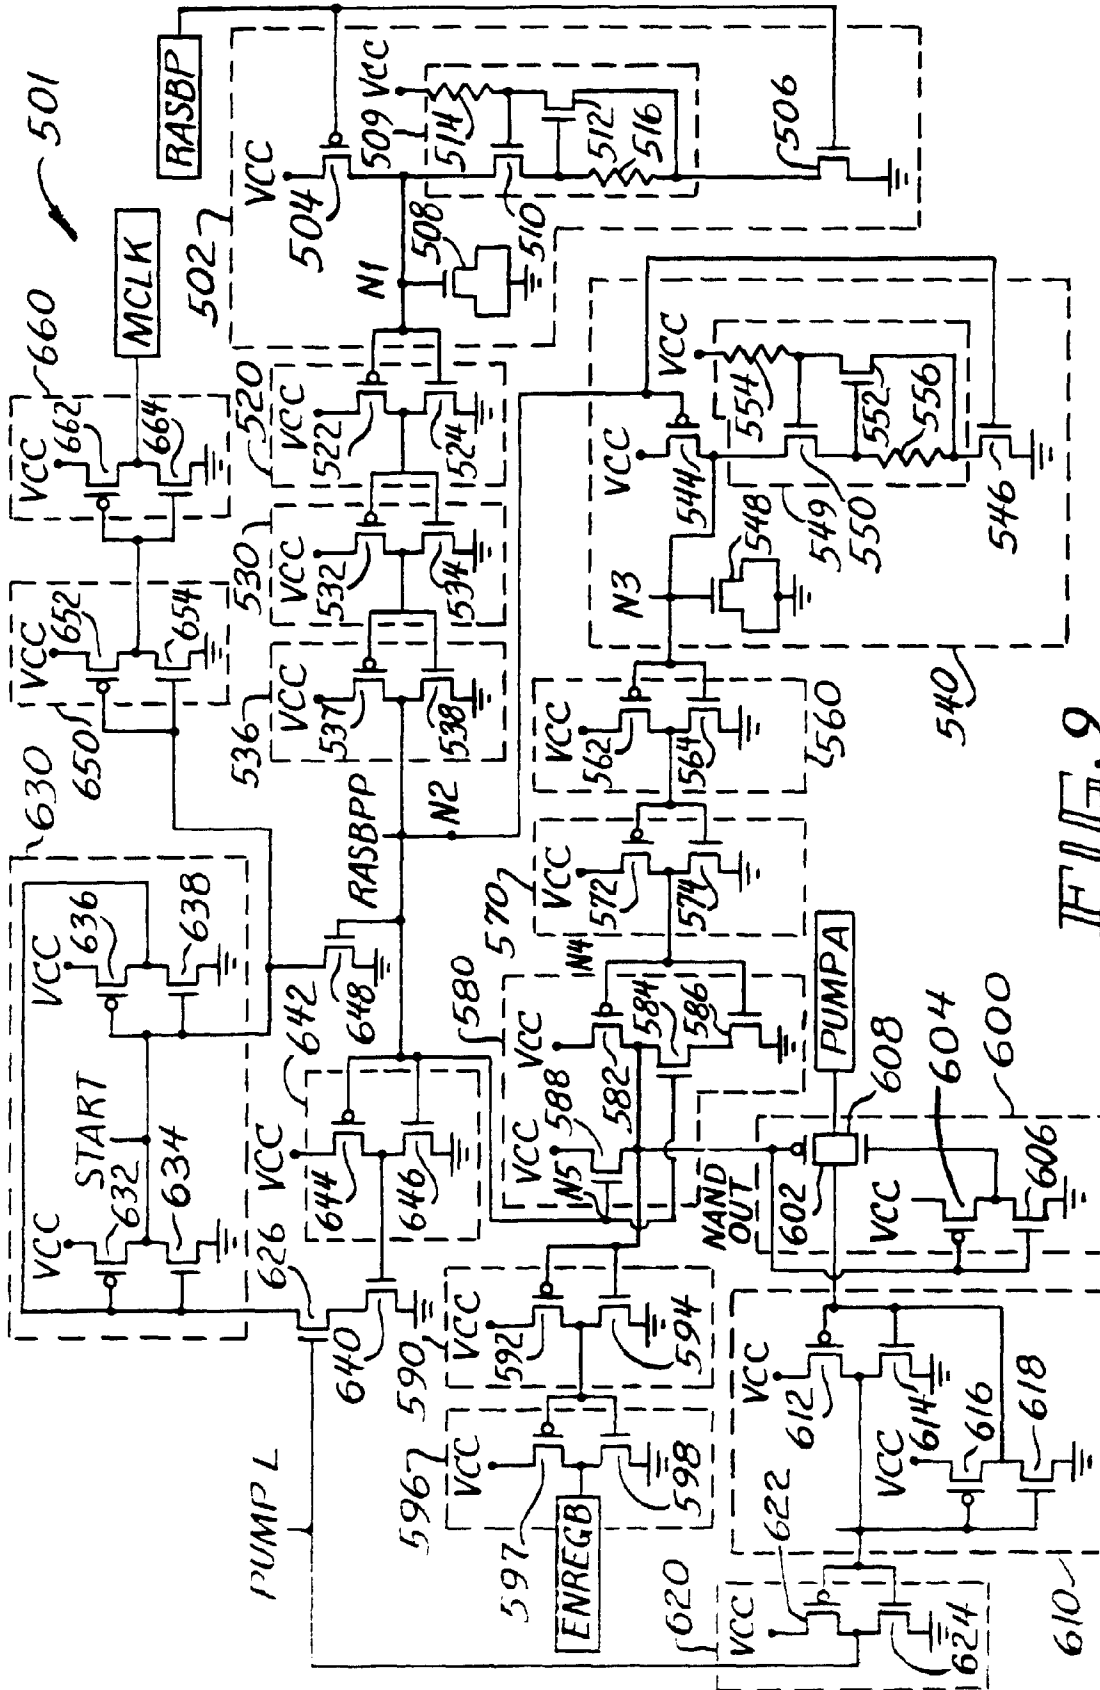 PUMP L
630
VCC
START
632
634
VCC
636
638
650
VCC
652
654
660
VCC
662
664
MCLK
501
RASBP
626
640
642
VCC
644
646
648
RASBPP
N2
536
VCC
537
538
530
VCC
532
534
520
VCC
522
524
502
VCC
504
N1
508
509
VCC
514
510
512
516
506
596
VCC
597
598
ENREGB
590
VCC
592
594
580
VCC
588
N5
VCC
582
584
586
N4
570
VCC
572
574
VCC
562
564
560
N3
548
VCC
544
VCC
554
549
550
552
556
546
540
NAND
OUT
620
VCC
622
624
610
VCC
612
614
VCC
616
618
602
608
PUMPA
VCC
604
606
600
FIG. 9